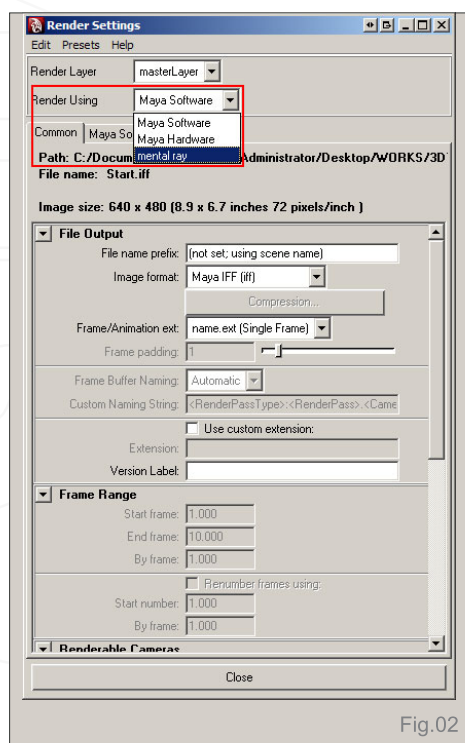 Render Settings
Edit Presets Help
Render Layer masterLayer
Render Using Maya Software
Maya Software
Maya Hardware
mental ray
Common Maya So
Path: C:/Docum Administrator/Desktop/WORKS/3D
File name: Start.iff
Image size: 640 x 480 (8.9 x 6.7 inches 72 pixels/inch )
File Output
File name prefix: (not set; using scene name)
Image format: Maya IFF (iff)
Compression...
Frame/Animation ext: name.ext (Single Frame)
Frame padding: 1
Frame Buffer Naming: Automatic
Custom Naming String: <RenderPassType>:<RenderPass>.<Came
Use custom extension:
Extension:
Version Label:
Frame Range
Start frame: 1.000
End frame: 10.000
By frame: 1.000
Renumber frames using:
Start number: 1.000
By frame: 1.000
Renderable Cameras
Close
Fig.02